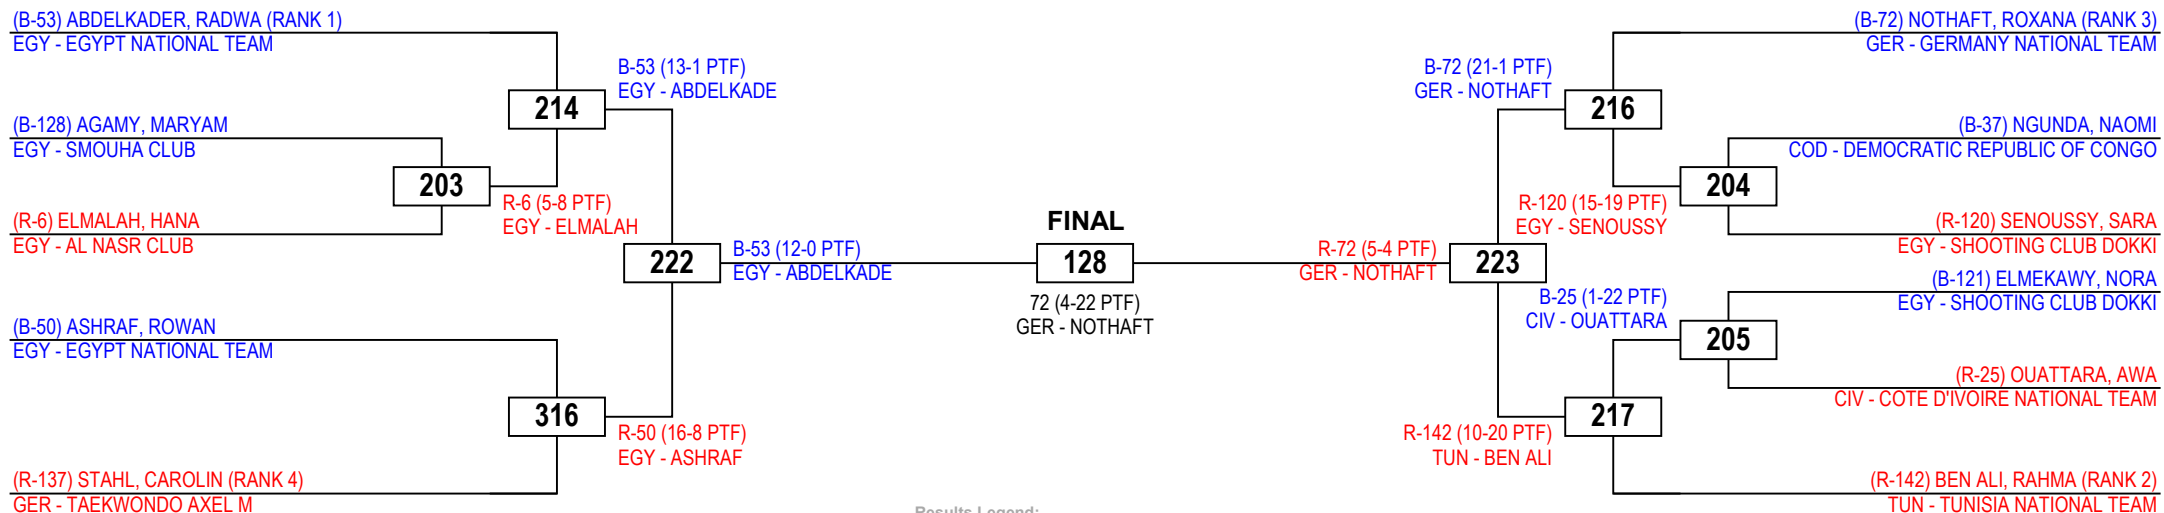 (B-53) ABDELKADER, RADWA (RANK 1)
EGY - EGYPT NATIONAL TEAM
B-53 (13-1 PTF)
EGY - ABDELKADE
214
(B-128) AGAMY, MARYAM
EGY - SMOUHA CLUB
203
R-6 (5-8 PTF)
EGY - ELMALAH
(R-6) ELMALAH, HANA
EGY - AL NASR CLUB
222
B-53 (12-0 PTF)
EGY - ABDELKADE
(B-50) ASHRAF, ROWAN
EGY - EGYPT NATIONAL TEAM
316
R-50 (16-8 PTF)
EGY - ASHRAF
(R-137) STAHL, CAROLIN (RANK 4)
GER - TAEKWONDO AXEL M
FINAL
128
72 (4-22 PTF)
GER - NOTHAFT
Results Legend:
(B-72) NOTHAFT, ROXANA (RANK 3)
GER - GERMANY NATIONAL TEAM
B-72 (21-1 PTF)
GER - NOTHAFT
216
(B-37) NGUNDA, NAOMI
COD - DEMOCRATIC REPUBLIC OF CONGO
204
R-120 (15-19 PTF)
EGY - SENOUSSY
(R-120) SENOUSSY, SARA
EGY - SHOOTING CLUB DOKKI
R-72 (5-4 PTF)
GER - NOTHAFT
223
(B-121) ELMEKAWY, NORA
EGY - SHOOTING CLUB DOKKI
B-25 (1-22 PTF)
CIV - OUATTARA
205
(R-25) OUATTARA, AWA
CIV - COTE D'IVOIRE NATIONAL TEAM
217
R-142 (10-20 PTF)
TUN - BEN ALI
(R-142) BEN ALI, RAHMA (RANK 2)
TUN - TUNISIA NATIONAL TEAM